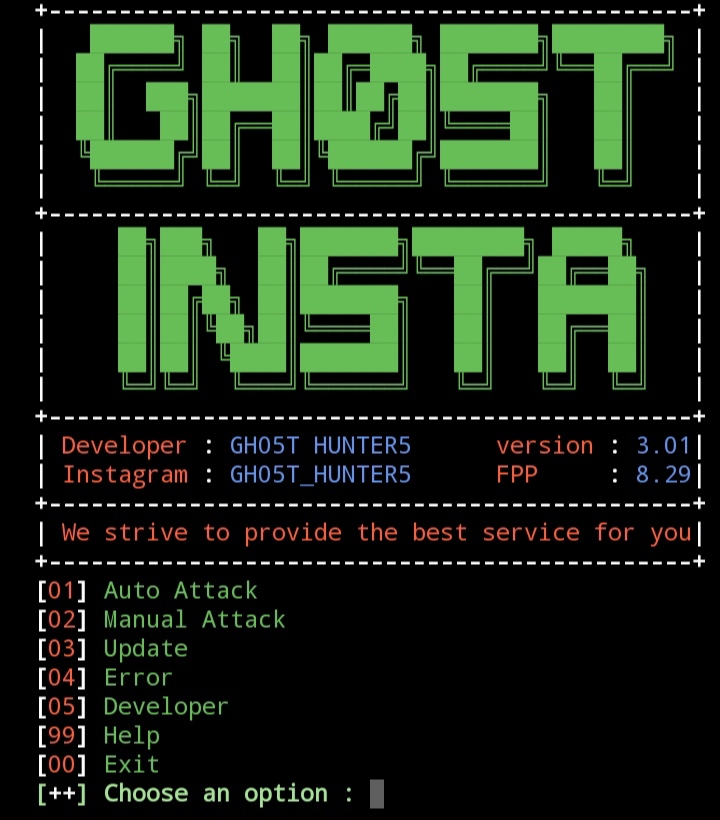 GHOST
INSTA
Developer : GH05T HUNTER5 version : 3.01
Instagram : GH05T_HUNTER5 FPP : 8.29
We strive to provide the best service for you
[01] Auto Attack
[02] Manual Attack
[03] Update
[04] Error
[05] Developer
[99] Help
[00] Exit
[++] Choose an option :